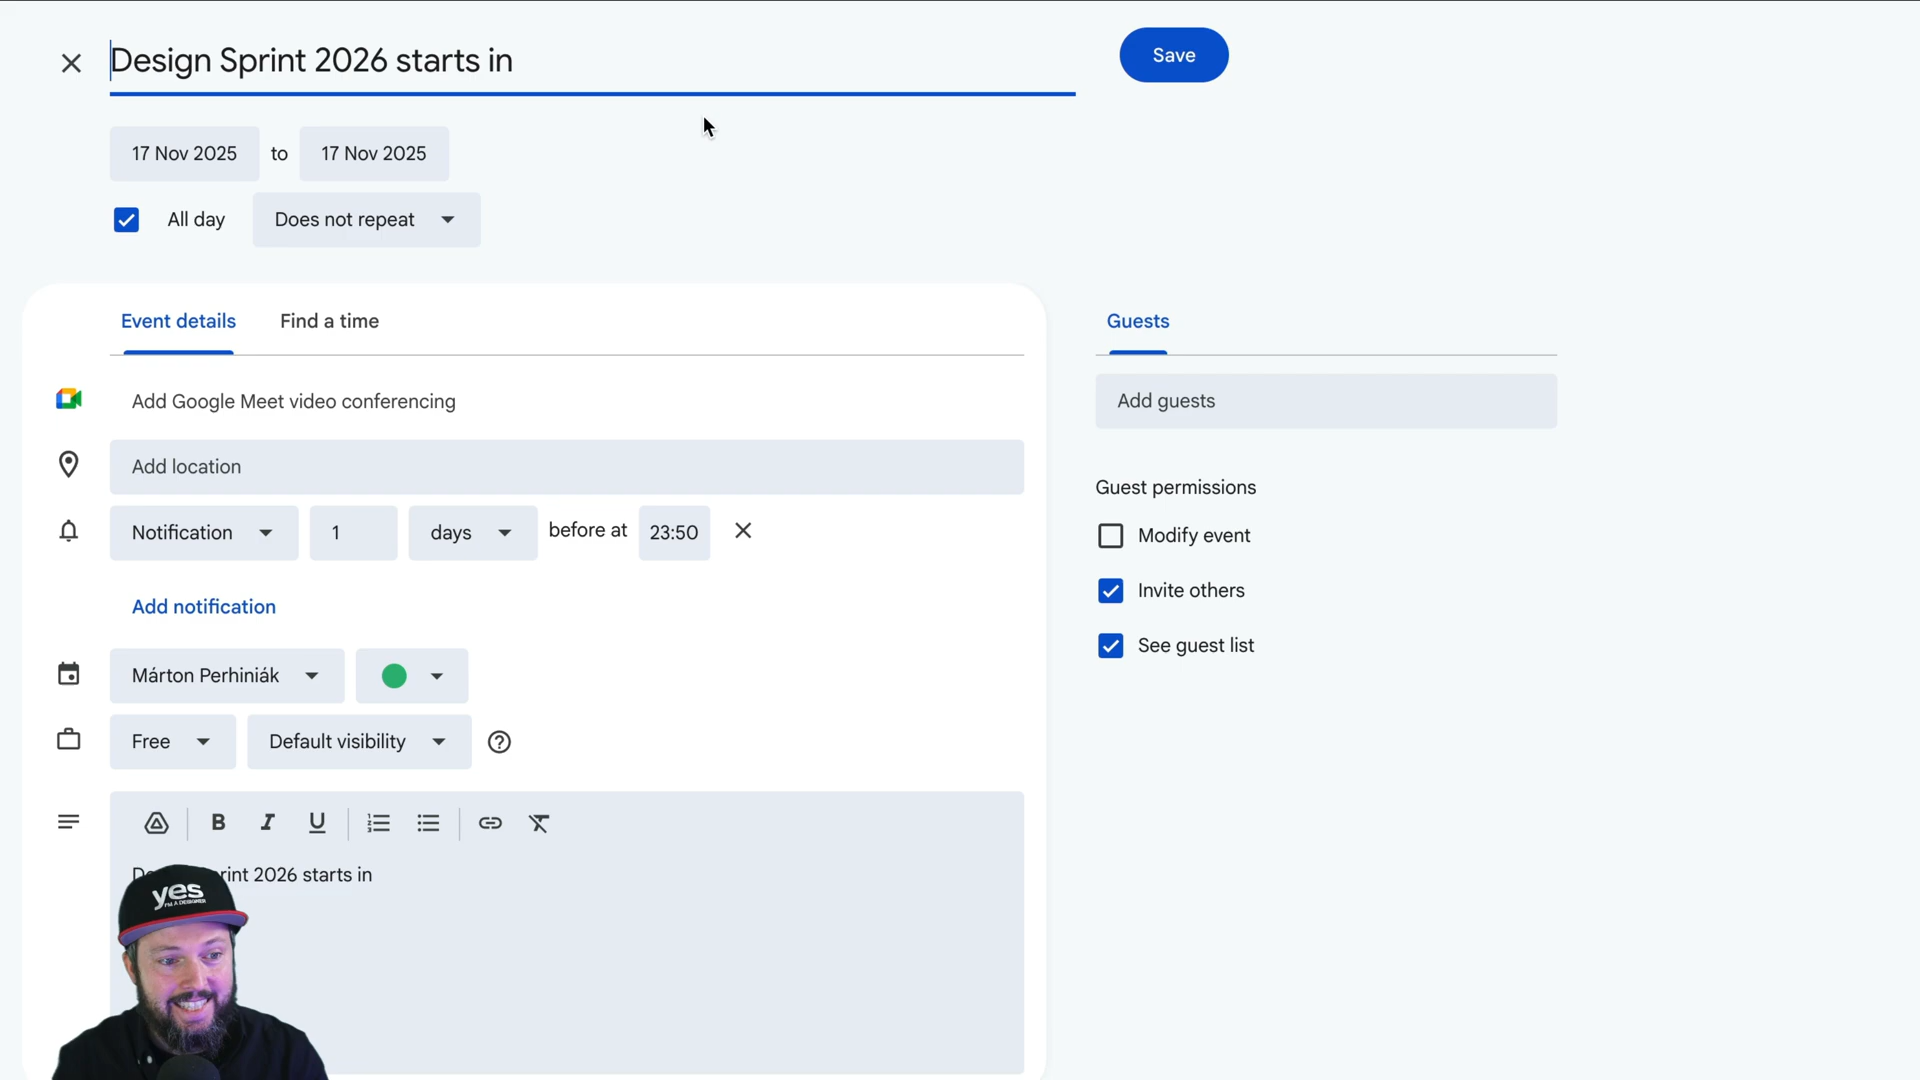 Design Sprint 2026 starts in
Save
17 Nov 2025 to 17 Nov 2025
All day Does not repeat
Event details Find a time
Guests
Add Google Meet video conferencing
Add guests
Add location
Guest permissions
Notification 1 days before at 23:50
Modify event
Invite others
Add notification
See guest list
Márton Perhiniák
Free Default visibility
B I U
rint 2026 starts in
yes
I'M A DESIGNER